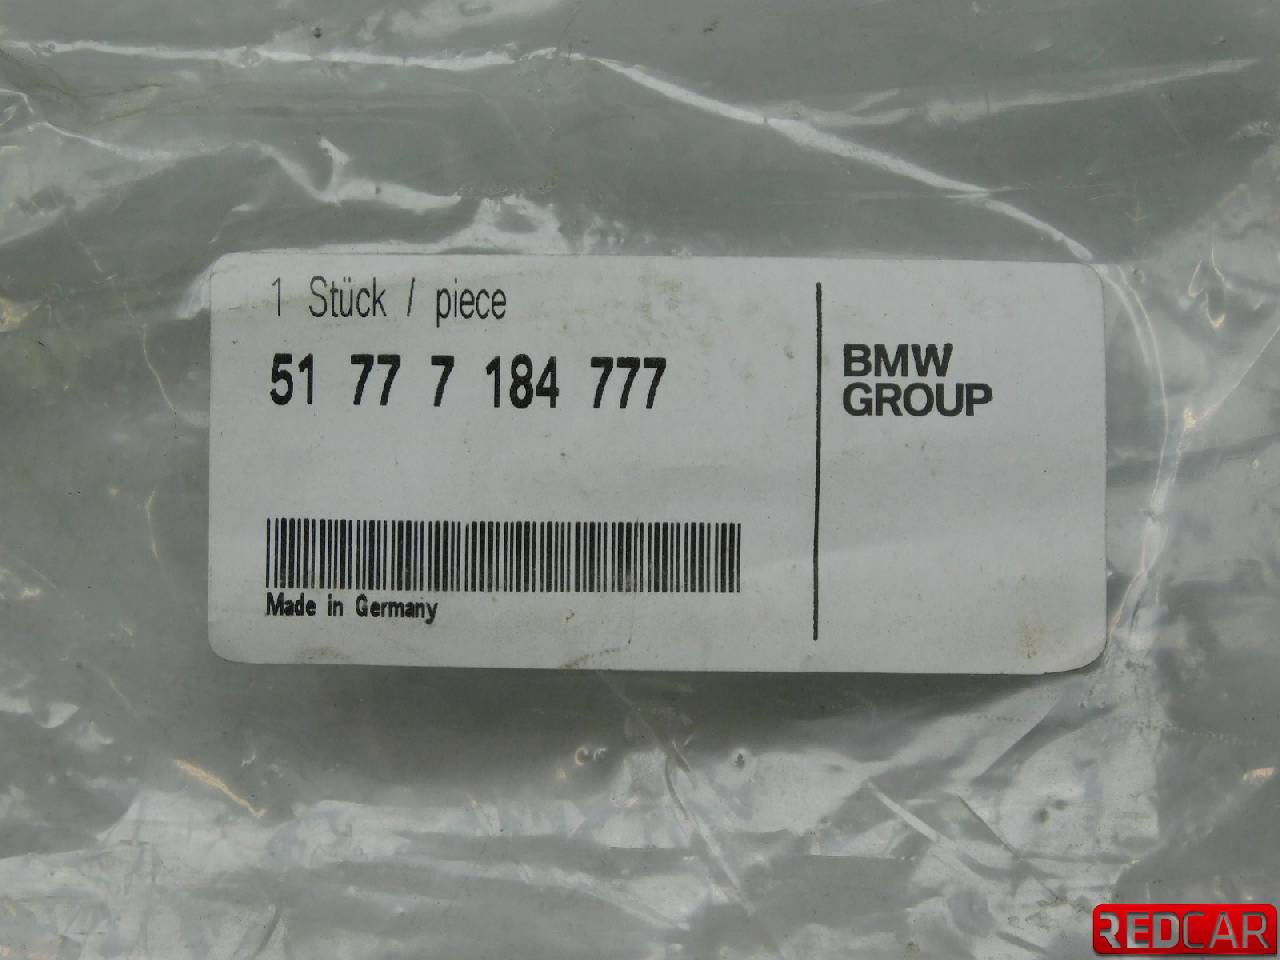 1 Stück / piece
51 77 7 184 777
BMW
GROUP
Made in Germany
REDCAR